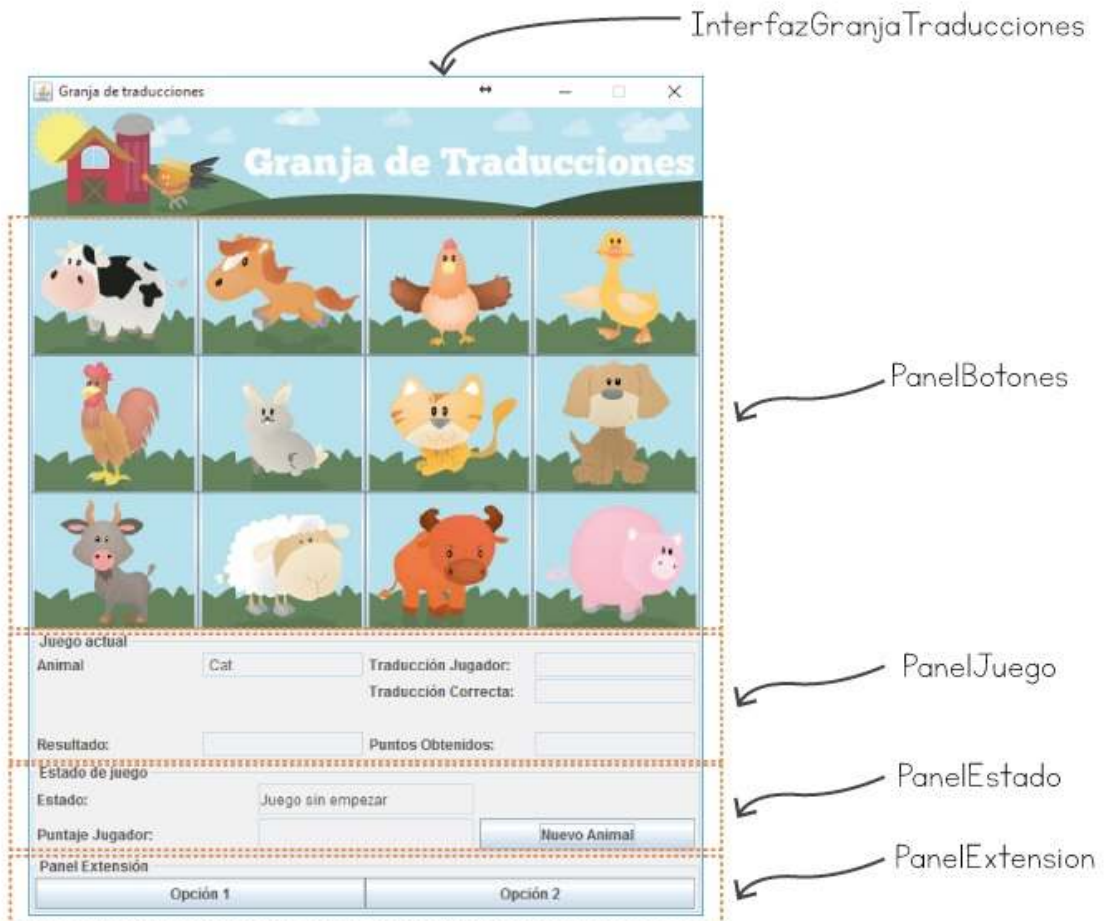 InterfazGranjaTraducciones
Granja de traducciones
Granja de Traducciones
PanelBotones
Juego actual
Animal
Cat
Traducción Jugador:
Traducción Correcta:
Resultado:
Puntos Obtenidos:
PanelJuego
Estado de juego
Estado:
Juego sin empezar
Puntaje Jugador:
Nuevo Animal
PanelEstado
Panel Extensión
Opción 1
Opción 2
PanelExtension